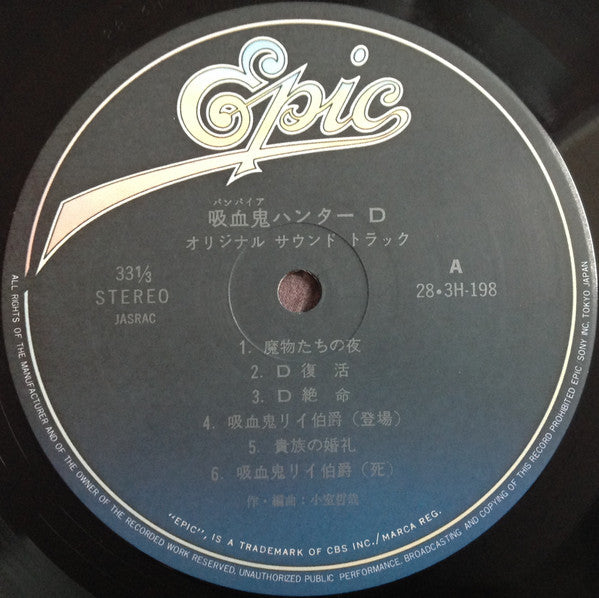 Epic
バンパイア
吸血鬼ハンター D
オリジナル サウンド トラック
33⅓
STEREO
JASRAC
A
28・3H-198
1. 魔物たちの夜
2. D 復 活
3. D 絶 命
4. 吸血鬼リイ伯爵（登場）
5. 貴族の婚礼
6. 吸血鬼リイ伯爵（死）
作・編曲：小室哲哉
"EPIC", IS A TRADEMARK OF CBS INC./MARCA REG.
ALL RIGHTS OF THE MANUFACTURER AND OF THE OWNER OF THE RECORDED WORK RESERVED. UNAUTHORIZED PUBLIC PERFORMANCE, BROADCASTING AND COPYING OF THIS RECORD PROHIBITED EPIC SONY INC. TOKYO JAPAN